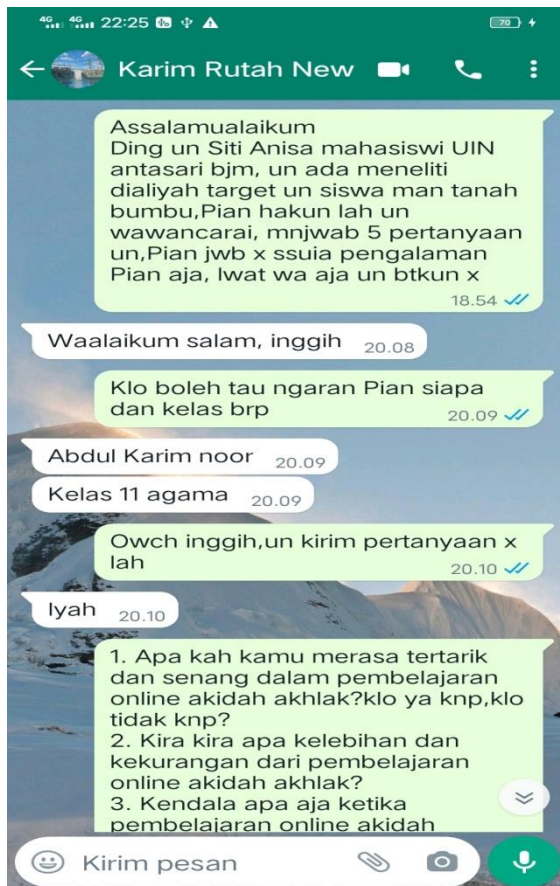 4G 4G 22:25 70
Karim Rutah New
Assalamualaikum
Ding un Siti Anisa mahasiswi UIN
antasari bjm, un ada meneliti
dialiyah target un siswa man tanah
bumbu,Pian hakun lah un
wawancarai, mnjwab 5 pertanyaan
un,Pian jwb x ssuia pengalaman
Pian aja, lwat wa aja un btkun x
18.54
Waalaikum salam, inggih 20.08
Klo boleh tau ngaran Pian siapa
dan kelas brp
20.09
Abdul Karim noor 20.09
Kelas 11 agama 20.09
Owch inggih,un kirim pertanyaan x
lah
20.10
Iyah 20.10
1. Apa kah kamu merasa tertarik
dan senang dalam pembelajaran
online akidah akhlak?klo ya knp,klo
tidak knp?
2. Kira kira apa kelebihan dan
kekurangan dari pembelajaran
online akidah akhlak?
3. Kendala apa aja ketika
pembelajaran online akidah
Kirim pesan